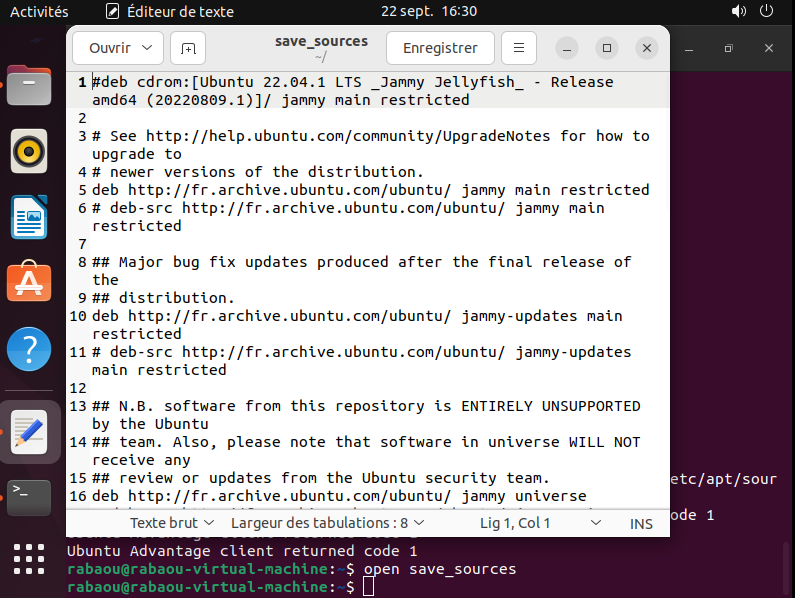 Activités
Éditeur de texte
22 sept. 16:30
Ouvrir
save_sources
~/
Enregistrer
1 #deb cdrom:[Ubuntu 22.04.1 LTS _Jammy Jellyfish_ - Release
amd64 (20220809.1)]/ jammy main restricted
2
3 # See http://help.ubuntu.com/community/UpgradeNotes for how to
upgrade to
4 # newer versions of the distribution.
5 deb http://fr.archive.ubuntu.com/ubuntu/ jammy main restricted
6 # deb-src http://fr.archive.ubuntu.com/ubuntu/ jammy main
restricted
7
8 ## Major bug fix updates produced after the final release of
the
9 ## distribution.
10 deb http://fr.archive.ubuntu.com/ubuntu/ jammy-updates main
restricted
11 # deb-src http://fr.archive.ubuntu.com/ubuntu/ jammy-updates
main restricted
12
13 ## N.B. software from this repository is ENTIRELY UNSUPPORTED
by the Ubuntu
14 ## team. Also, please note that software in universe WILL NOT
receive any
15 ## review or updates from the Ubuntu security team.
16 deb http://fr.archive.ubuntu.com/ubuntu/ jammy universe
etc/apt/sour
ode 1
Texte brut
Largeur des tabulations : 8
Lig 1, Col 1
INS
Ubuntu Advantage client returned code 1
rabaou@rabaou-virtual-machine:~$ open save_sources
rabaou@rabaou-virtual-machine:~$